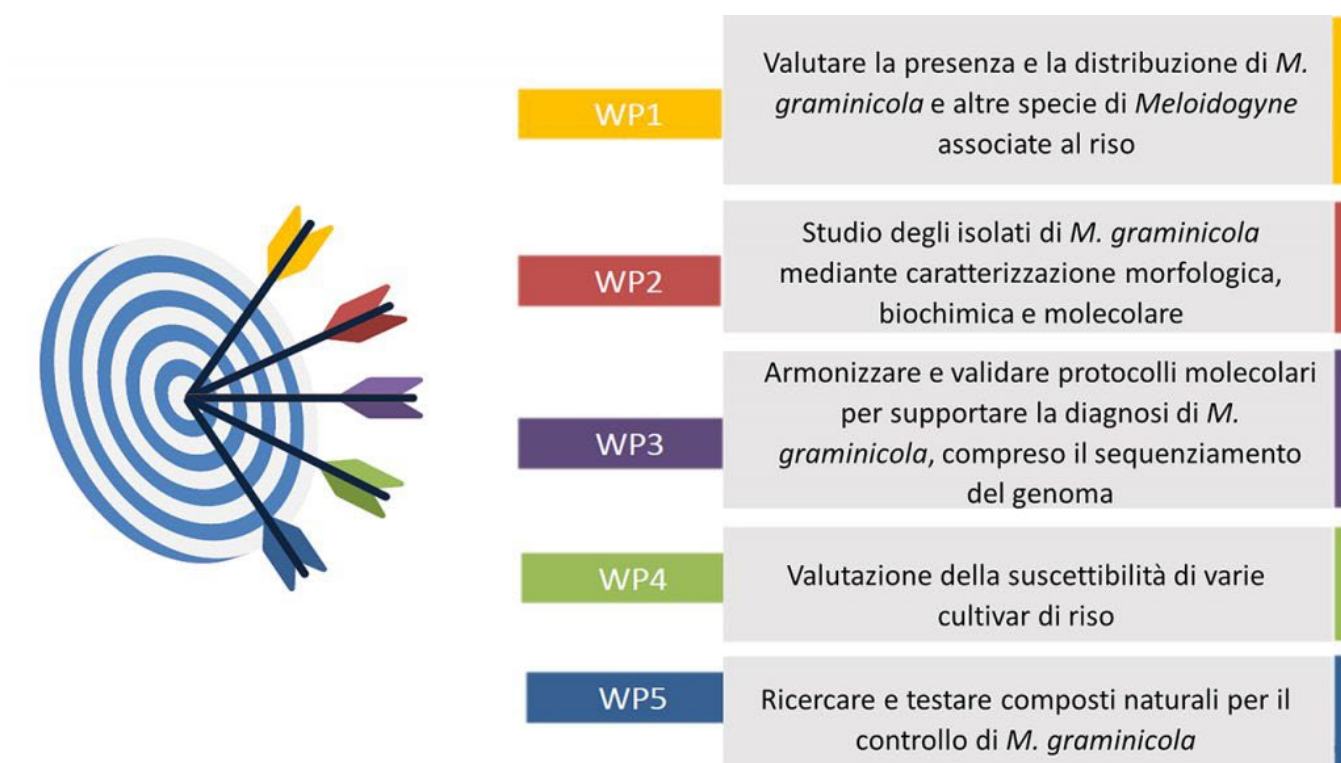 WP1
Valutare la presenza e la distribuzione di M.
graminicola e altre specie di Meloidogyne
associate al riso
WP2
Studio degli isolati di M. graminicola
mediante caratterizzazione morfologica,
biochimica e molecolare
WP3
Armonizzare e validare protocolli molecolari
per supportare la diagnosi di M.
graminicola, compreso il sequenziamento
del genoma
WP4
Valutazione della suscettibilità di varie
cultivar di riso
WP5
Ricercare e testare composti naturali per il
controllo di M. graminicola